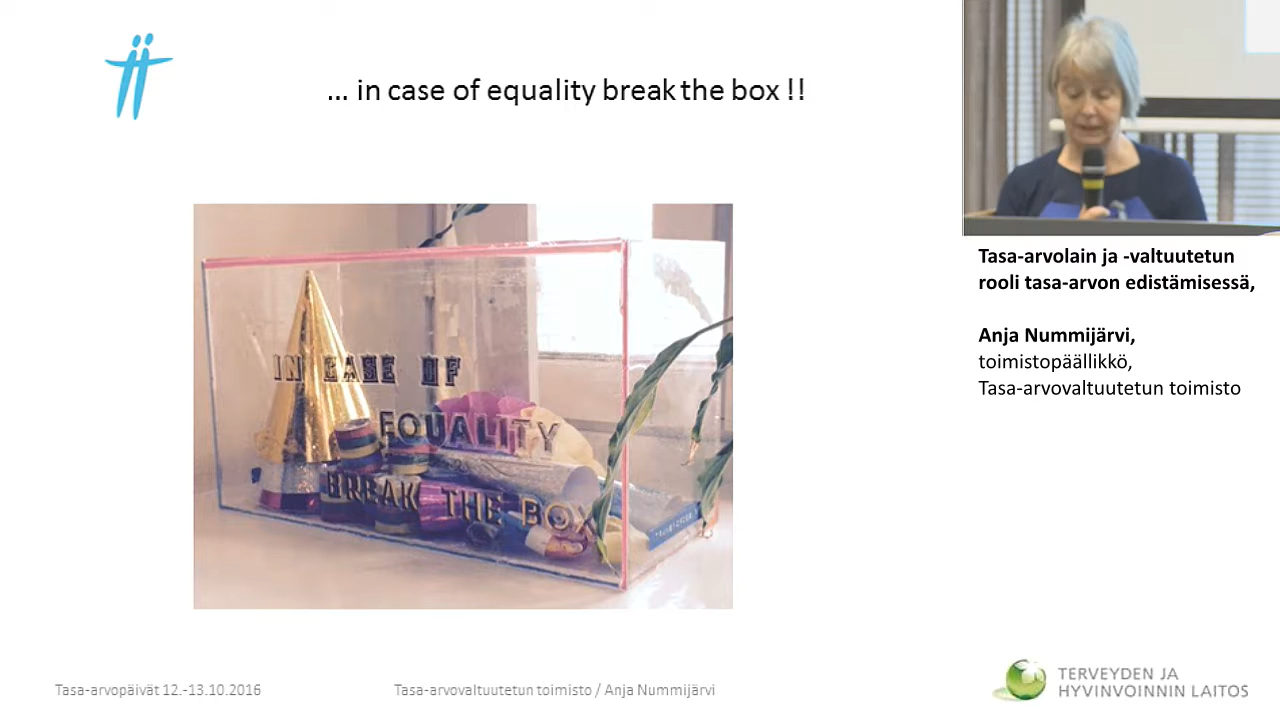 ... in case of equality break the box !!
IN CASE OF
EQUALITY
BREAK THE BOX
Tasa-arvolain ja -valtuutetun
rooli tasa-arvon edistämisessä,
Anja Nummijärvi,
toimistopäällikkö,
Tasa-arvovaltuutetun toimisto
Tasa-arvopäivät 12.-13.10.2016
Tasa-arvovaltuutetun toimisto / Anja Nummijärvi
TERVEYDEN JA
HYVINVOINNIN LAITOS